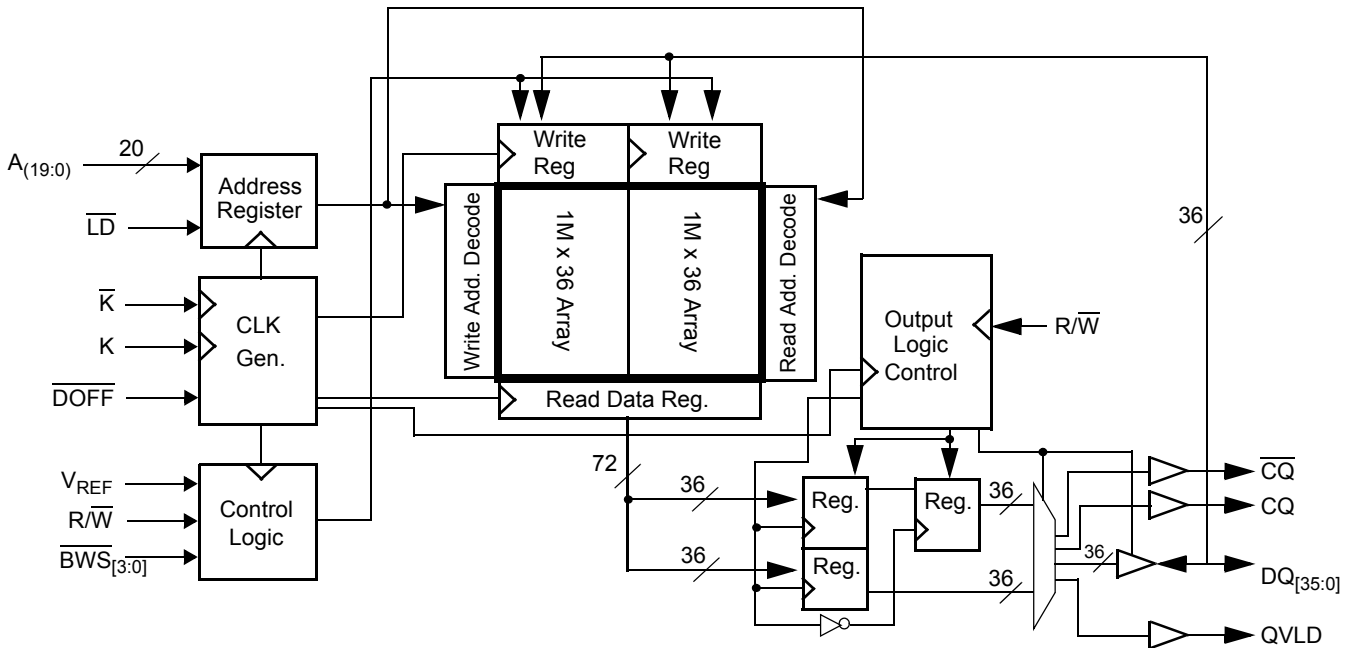 A(19:0)
20
LD
Address
Register
K
K
DOFF
CLK
Gen.
VREF
R/W
BWS[3:0]
Control
Logic
Write
Reg
Write
Reg
Write Add. Decode
1M x 36 Array
1M x 36 Array
Read Add. Decode
Read Data Reg.
Output
Logic
Control
R/W
36
72
36
36
Reg.
Reg.
Reg.
36
36
36
CQ
CQ
DQ[35:0]
QVLD